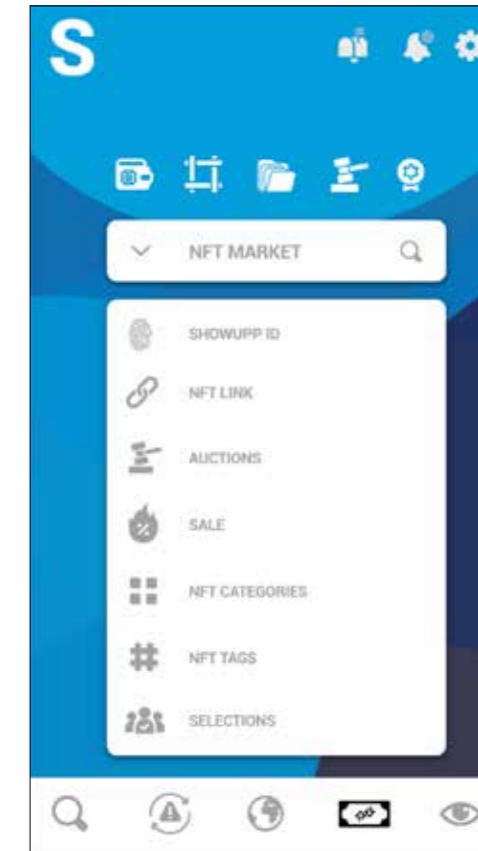 S
NFT MARKET
SHOWUPP ID
NFT LINK
AUCTIONS
SALE
NFT CATEGORIES
NFT TAGS
SELECTIONS